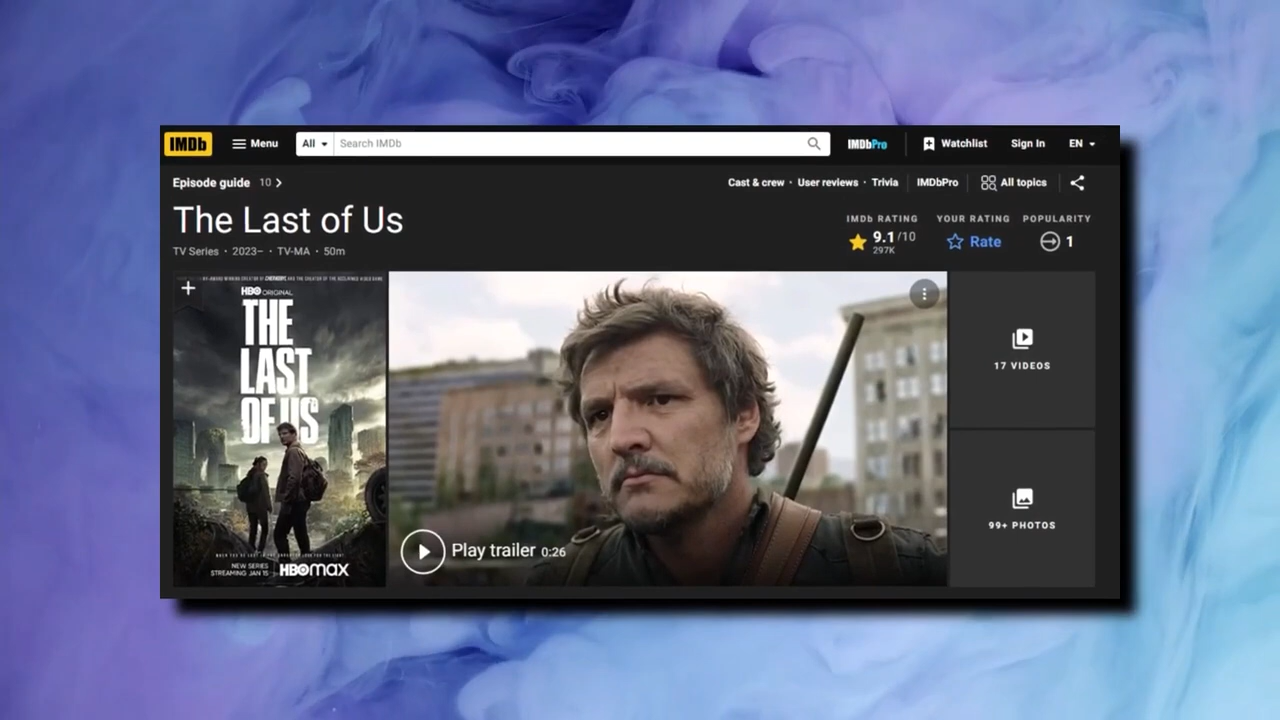 IMDb Menu All Search IMDb IMDbPro Watchlist Sign In EN
Episode guide 10 Cast & crew · User reviews · Trivia IMDbPro All topics
The Last of Us
TV Series · 2023– · TV-MA · 50m
IMDb RATING YOUR RATING POPULARITY
9.1/10 Rate 1
297K
HBO ORIGINAL
THE
LAST
OF US
NEW SERIES
STREAMING JAN 15 HBOMAX
Play trailer 0:26
17 VIDEOS
99+ PHOTOS